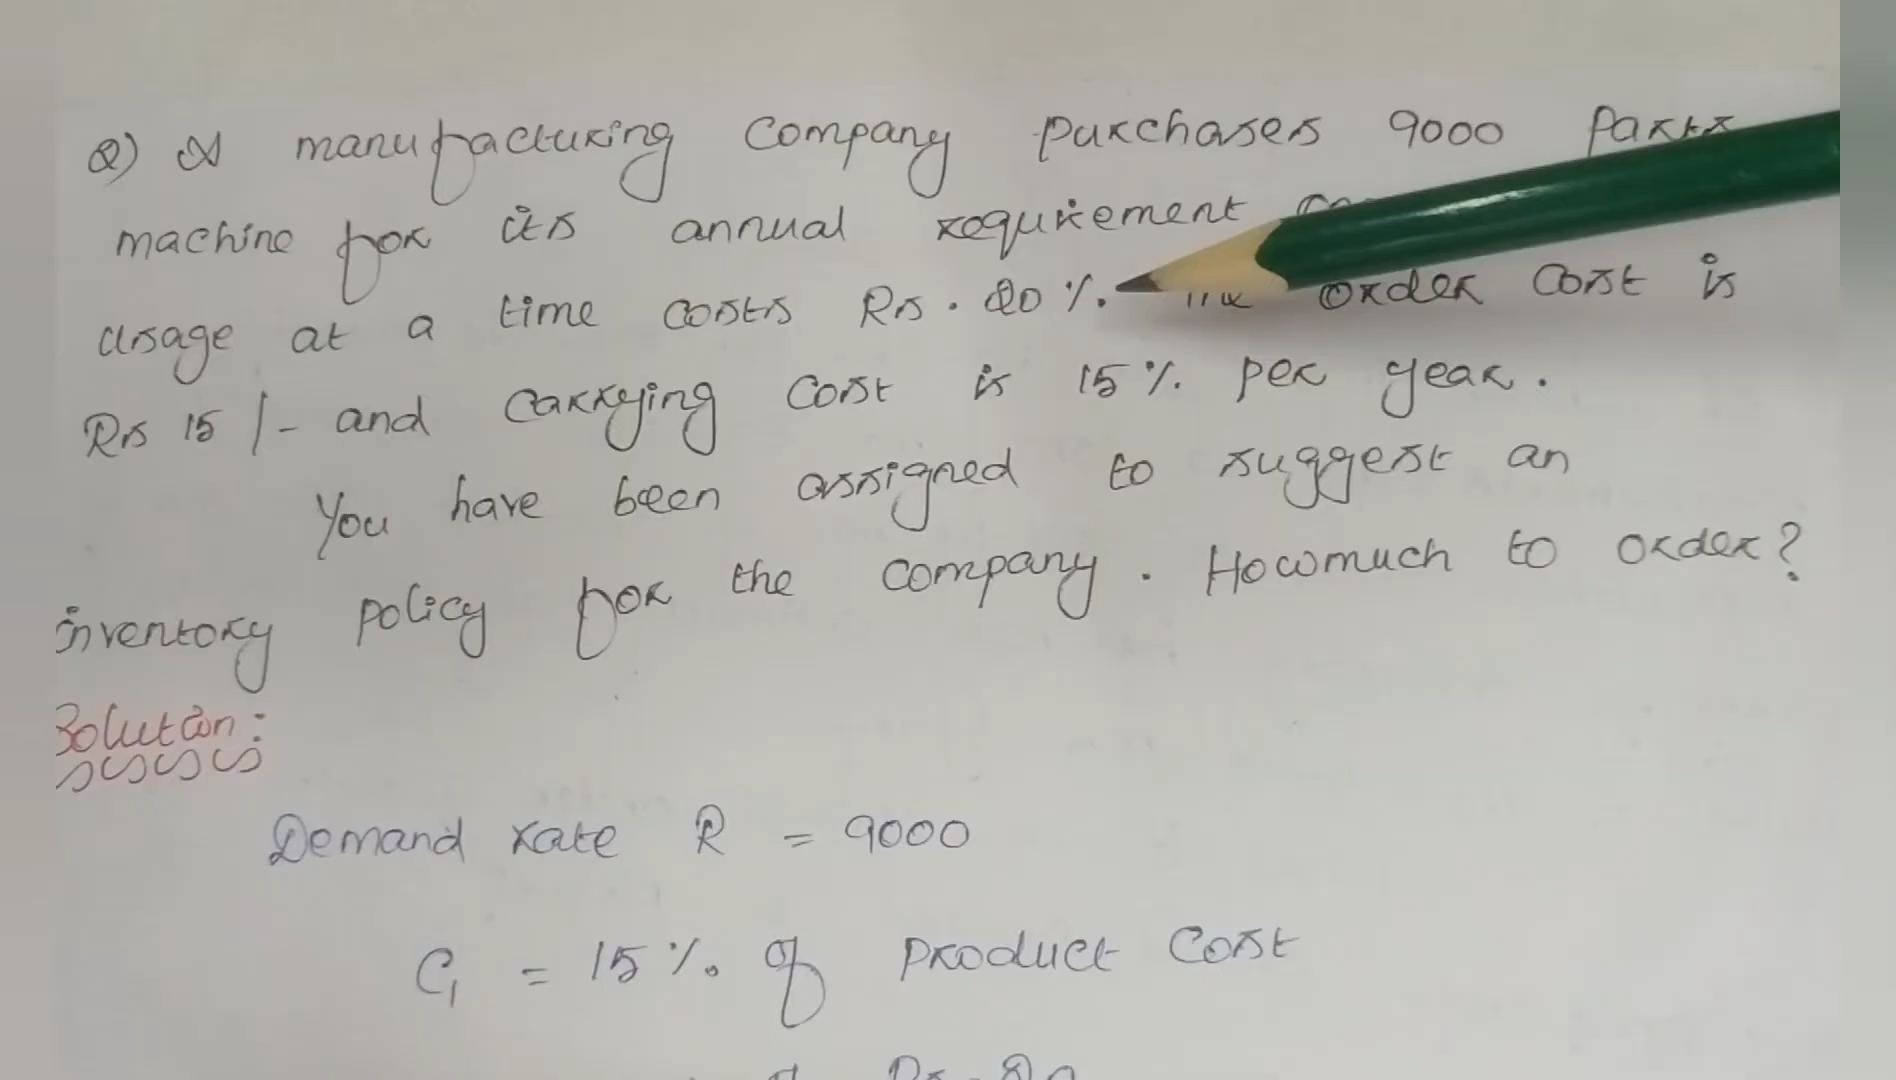 Q) A manufacturing company purchases 9000 parts
machine for its annual requirement
usage at a time costs Rs. 20 %. The order cost is
Rs 15 /- and carrying cost is 15 %. per year.
You have been assigned to suggest an
inventory policy for the company. Howmuch to order?
Solution:
Demand rate R = 9000
C1 = 15 %. of product cost